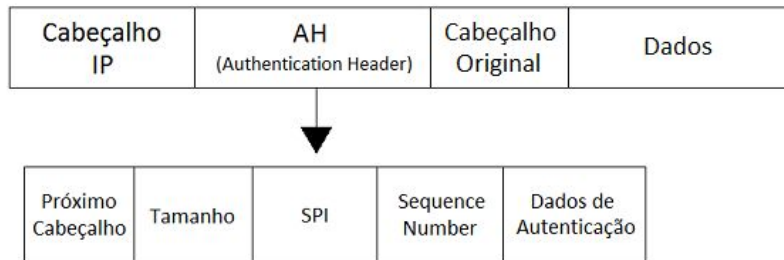 Cabeçalho
IP
AH
(Authentication Header)
Cabeçalho
Original
Dados
Próximo
Cabeçalho
Tamanho
SPI
Sequence
Number
Dados de
Autenticação